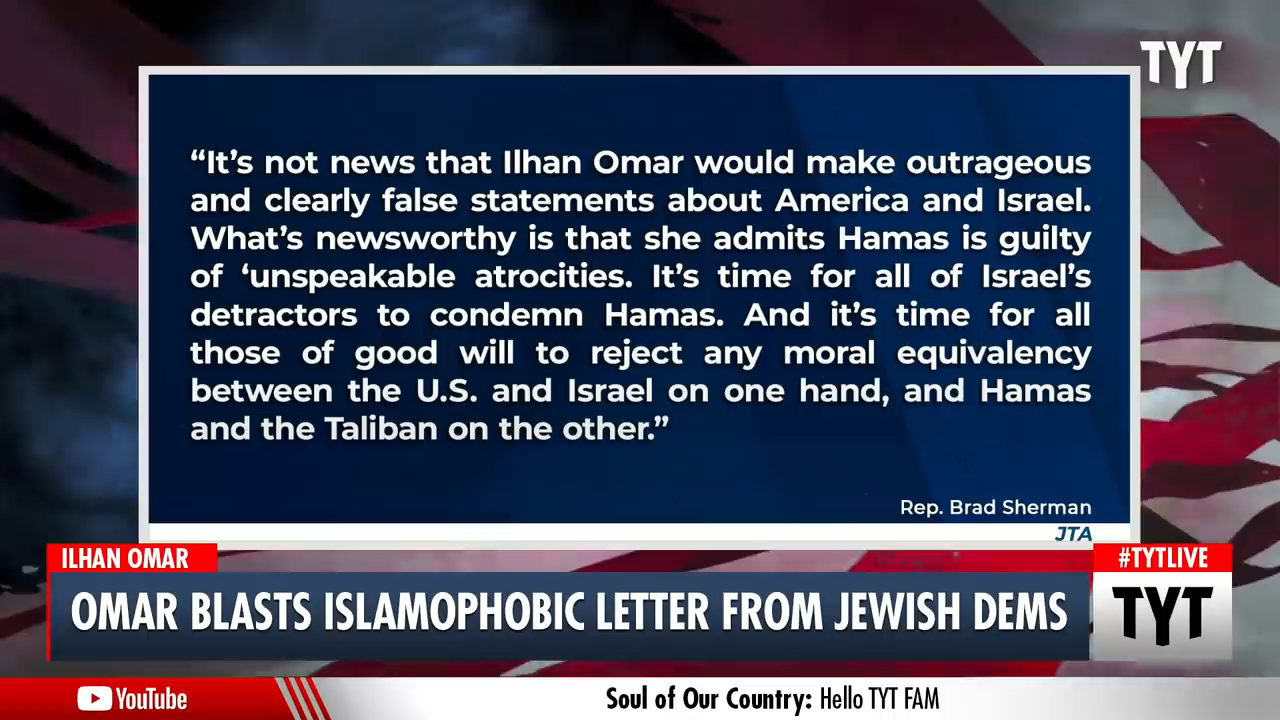 TYT
“It’s not news that Ilhan Omar would make outrageous
and clearly false statements about America and Israel.
What’s newsworthy is that she admits Hamas is guilty
of ‘unspeakable atrocities. It’s time for all of Israel’s
detractors to condemn Hamas. And it’s time for all
those of good will to reject any moral equivalency
between the U.S. and Israel on one hand, and Hamas
and the Taliban on the other.”
Rep. Brad Sherman
JTA
ILHAN OMAR
#TYTLIVE
OMAR BLASTS ISLAMOPHOBIC LETTER FROM JEWISH DEMS
TYT
YouTube
Soul of Our Country: Hello TYT FAM